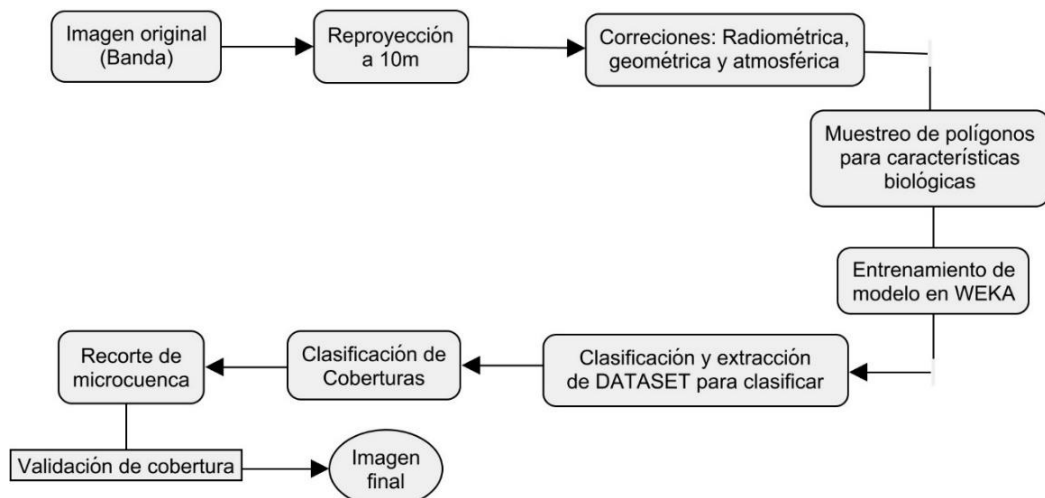 Imagen original
(Banda)
Reproyección
a 10m
Correciones: Radiométrica,
geométrica y atmosférica
Muestreo de polígonos
para características
biológicas
Entrenamiento de
modelo en WEKA
Clasificación y extracción
de DATASET para clasificar
Clasificación de
Coberturas
Recorte de
microcuenca
Validación de cobertura
Imagen
final